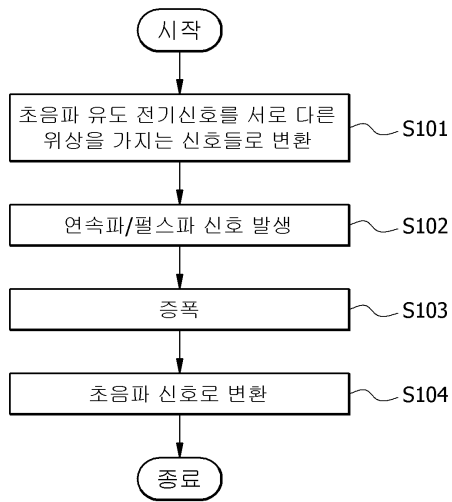 시작
초음파 유도 전기신호를 서로 다른
위상을 가지는 신호들로 변환
S101
연속파/펄스파 신호 발생
S102
증폭
S103
초음파 신호로 변환
S104
종료